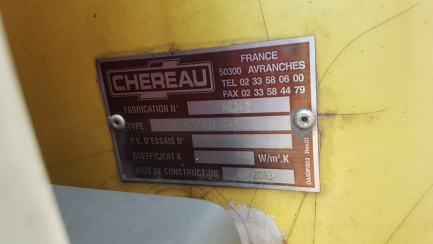 CHEREAU
FRANCE
50300 AVRANCHES
TEL 02 33 58 06 00
FAX 02 33 58 44 79
FABRICATION N°
TYPE
P.V. D'ESSAIS N°
COEFFICIENT K W/m².K
DATE DE CONSTRUCTION 2013